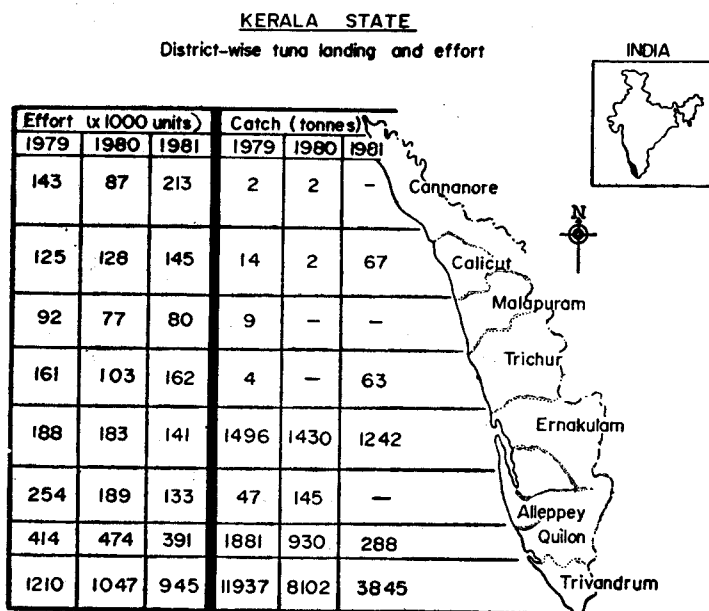 KERALA STATE
District-wise tuna landing and effort
INDIA
Effort (x 1000 units) Catch (tonnes)
1979 1980 1981 1979 1980 1981
143 87 213 2 2 -
Cannanore
N
125 128 145 14 2 67
Calicut
92 77 80 9 — —
Malapuram
161 103 162 4 — 63
Trichur
188 183 141 1496 1430 1242
Ernakulam
254 189 133 47 145 —
Alleppey
414 474 391 1881 930 288
Quilon
1210 1047 945 11937 8102 3845
Trivandrum